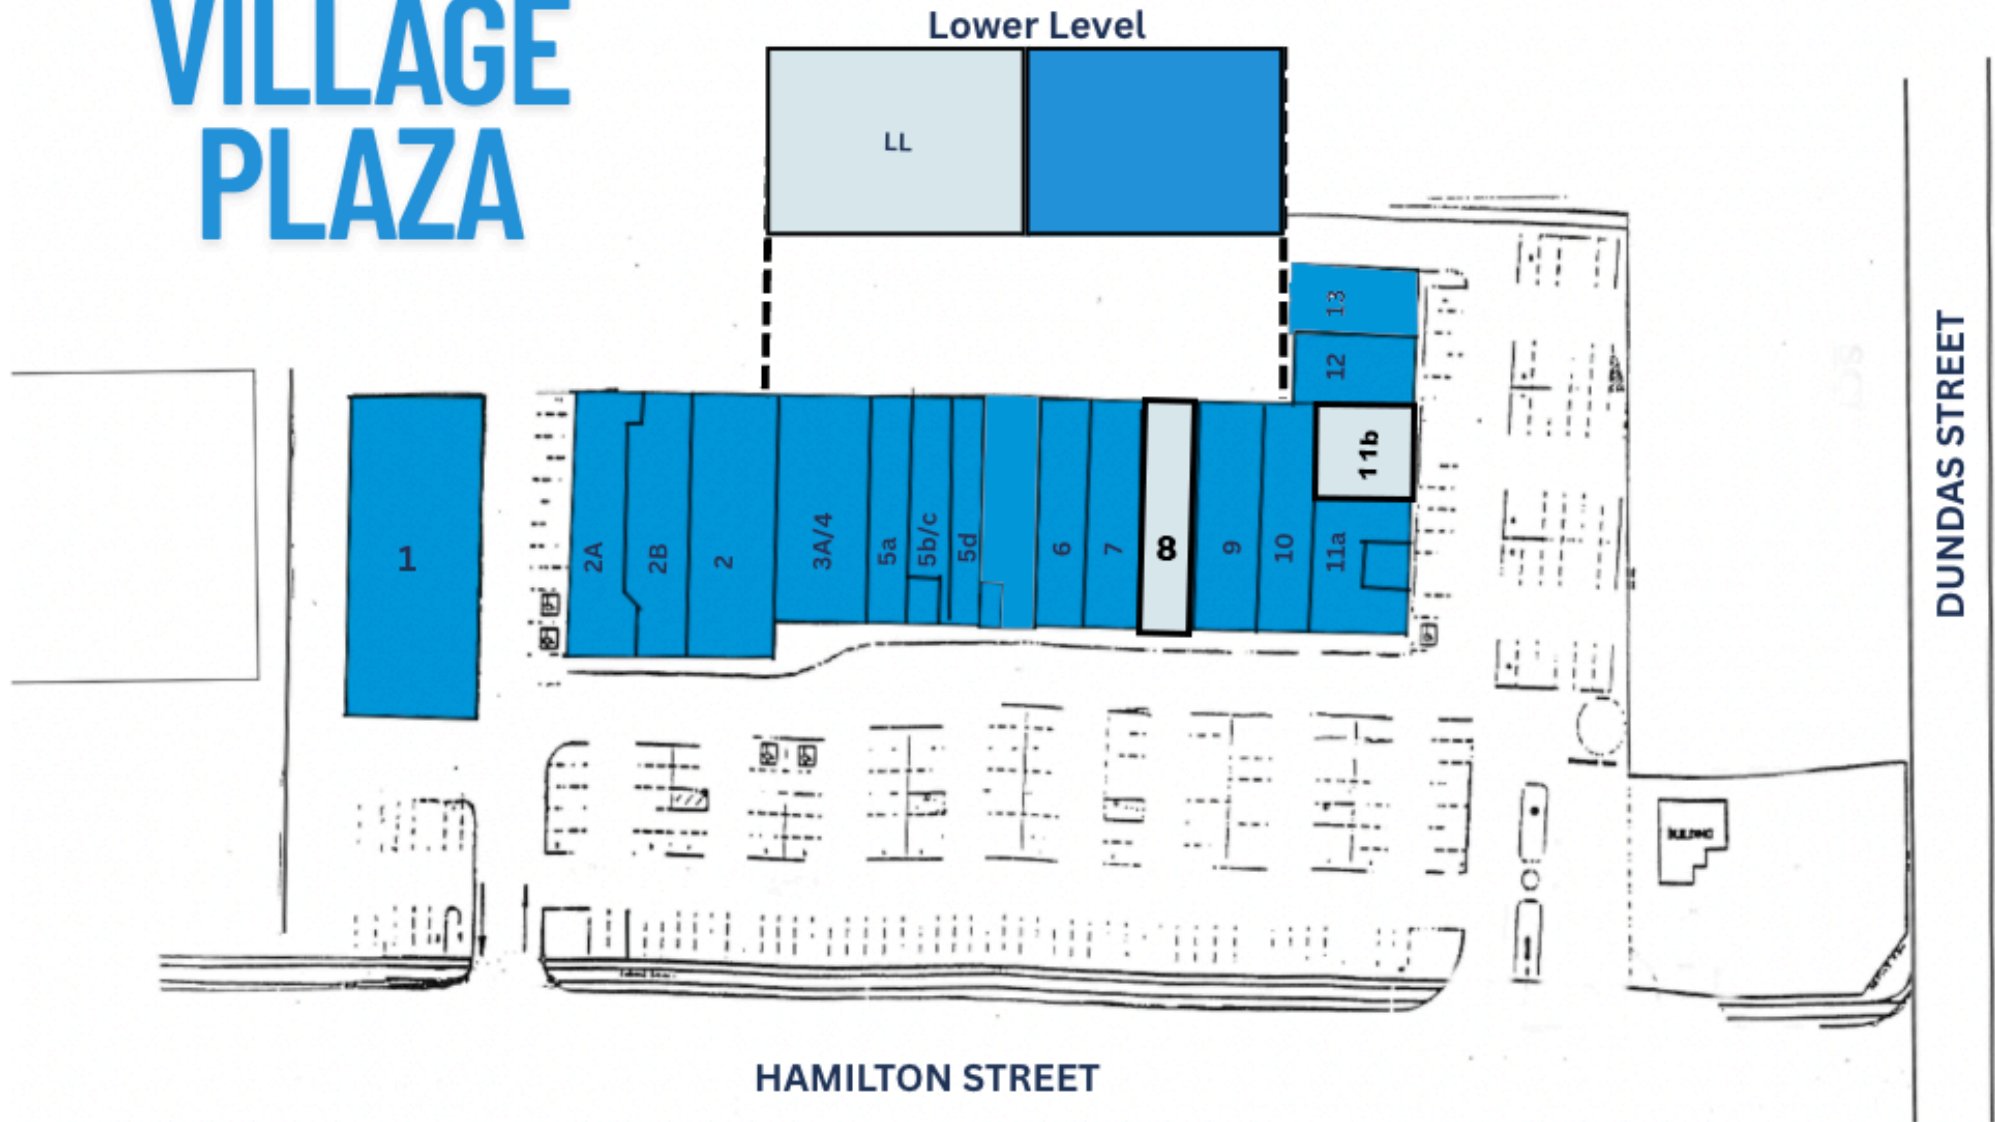 VILLAGE
PLAZA
Lower Level
LL
13
12
11b
1
2A
2B
2
3A/4
5a
5b/c
5d
6
7
8
9
10
11a
DUNDAS STREET
BUILDING
HAMILTON STREET